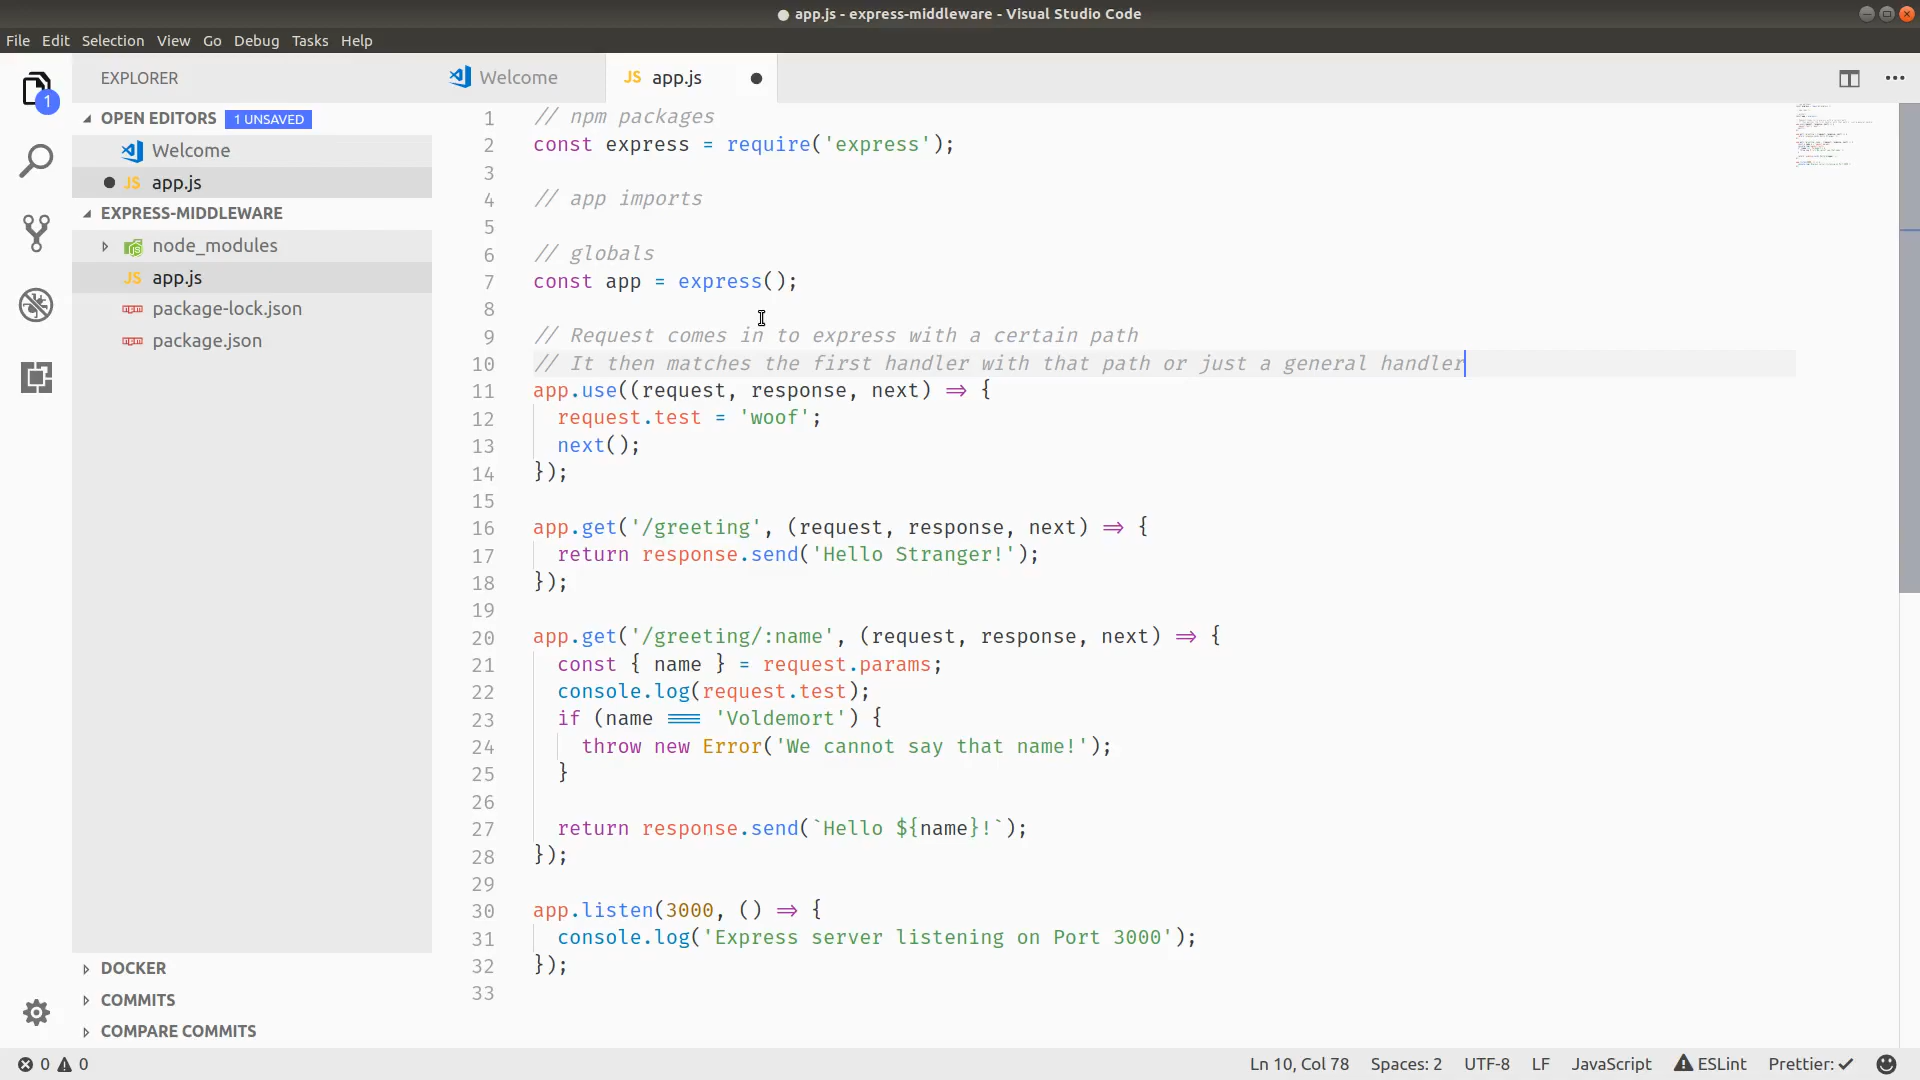 app.js - express-middleware - Visual Studio Code
File Edit Selection View Go Debug Tasks Help
EXPLORER
Welcome
JS app.js
1
OPEN EDITORS 1 UNSAVED
Welcome
JS app.js
EXPRESS-MIDDLEWARE
node_modules
JS app.js
package-lock.json
package.json
DOCKER
COMMITS
COMPARE COMMITS
1 // npm packages
2 const express = require('express');
3
4 // app imports
5
6 // globals
7 const app = express();
8
9 // Request comes in to express with a certain path
10 // It then matches the first handler with that path or just a general handler
11 app.use((request, response, next) => {
12 request.test = 'woof';
13 next();
14 });
15
16 app.get('/greeting', (request, response, next) => {
17 return response.send('Hello Stranger!');
18 });
19
20 app.get('/greeting/:name', (request, response, next) => {
21 const { name } = request.params;
22 console.log(request.test);
23 if (name === 'Voldemort') {
24 throw new Error('We cannot say that name!');
25 }
26
27 return response.send(`Hello ${name}!`);
28 });
29
30 app.listen(3000, () => {
31 console.log('Express server listening on Port 3000');
32 });
33
0 0 Ln 10, Col 78 Spaces: 2 UTF-8 LF JavaScript ESLint Prettier: ✓